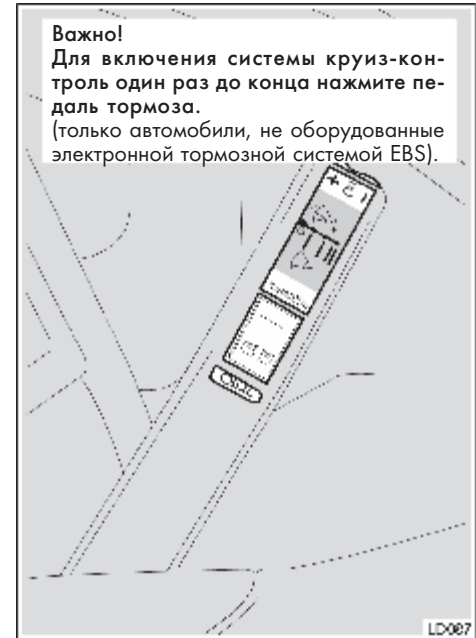 Важно!
Для включения системы круиз-кон-
троль один раз до конца нажмите пе-
даль тормоза.
(только автомобили, не оборудованные
электронной тормозной системой EBS).
LD087